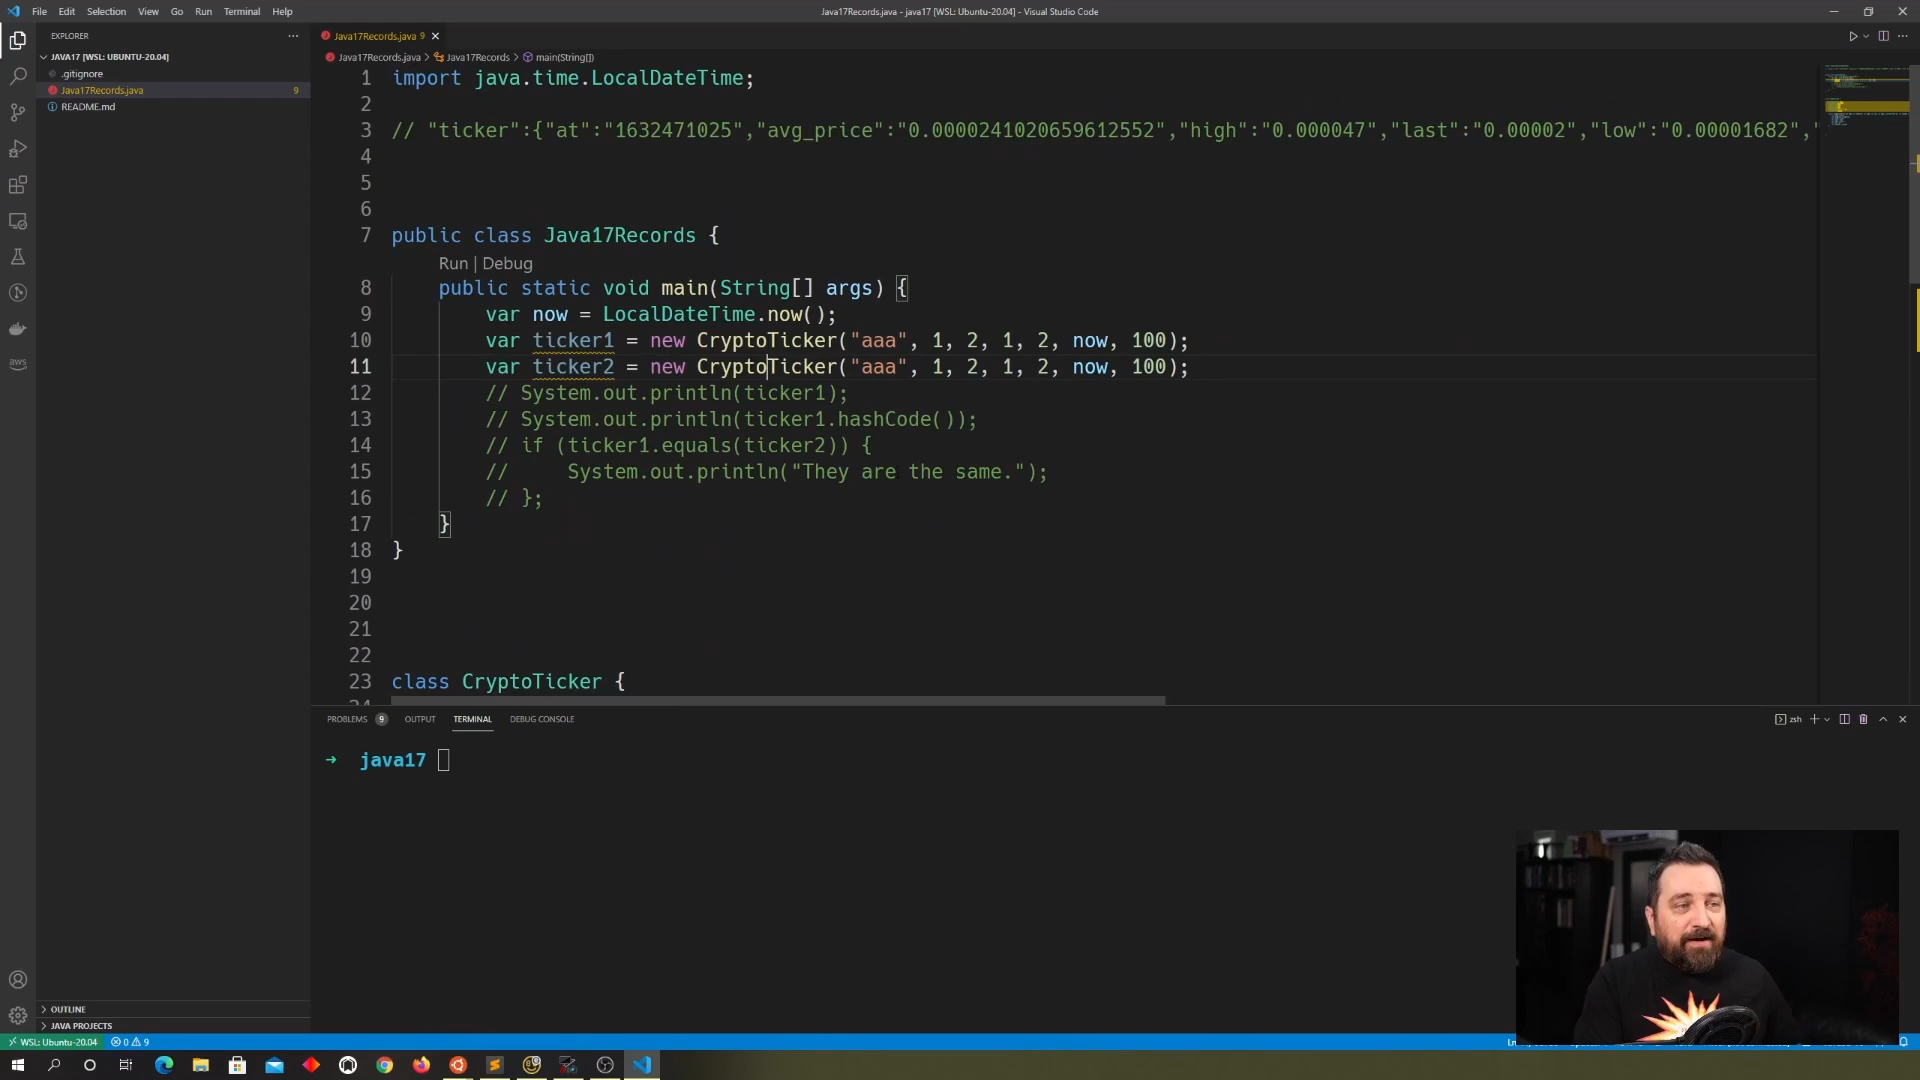 File Edit Selection View Go Run Terminal Help
Java17Records.java - java17 [WSL: Ubuntu-20.04] - Visual Studio Code
EXPLORER
JAVA17 [WSL: UBUNTU-20.04]
.gitignore
Java17Records.java 9
README.md
Java17Records.java 9
Java17Records.java > Java17Records > main(String[])
1 import java.time.LocalDateTime;
2
3 // "ticker":{"at":"1632471025","avg_price":"0.0000241020659612552","high":"0.000047","last":"0.00002","low":"0.00001682","
4
5
6
7 public class Java17Records {
Run | Debug
8 public static void main(String[] args) {
9 var now = LocalDateTime.now();
10 var ticker1 = new CryptoTicker("aaa", 1, 2, 1, 2, now, 100);
11 var ticker2 = new CryptoTicker("aaa", 1, 2, 1, 2, now, 100);
12 // System.out.println(ticker1);
13 // System.out.println(ticker1.hashCode());
14 // if (ticker1.equals(ticker2)) {
15 // System.out.println("They are the same.");
16 // };
17 }
18 }
19
20
21
22
23 class CryptoTicker {
PROBLEMS 9 OUTPUT TERMINAL DEBUG CONSOLE
zsh
→ java17
aws
OUTLINE
JAVA PROJECTS
WSL: Ubuntu-20.04 0 9